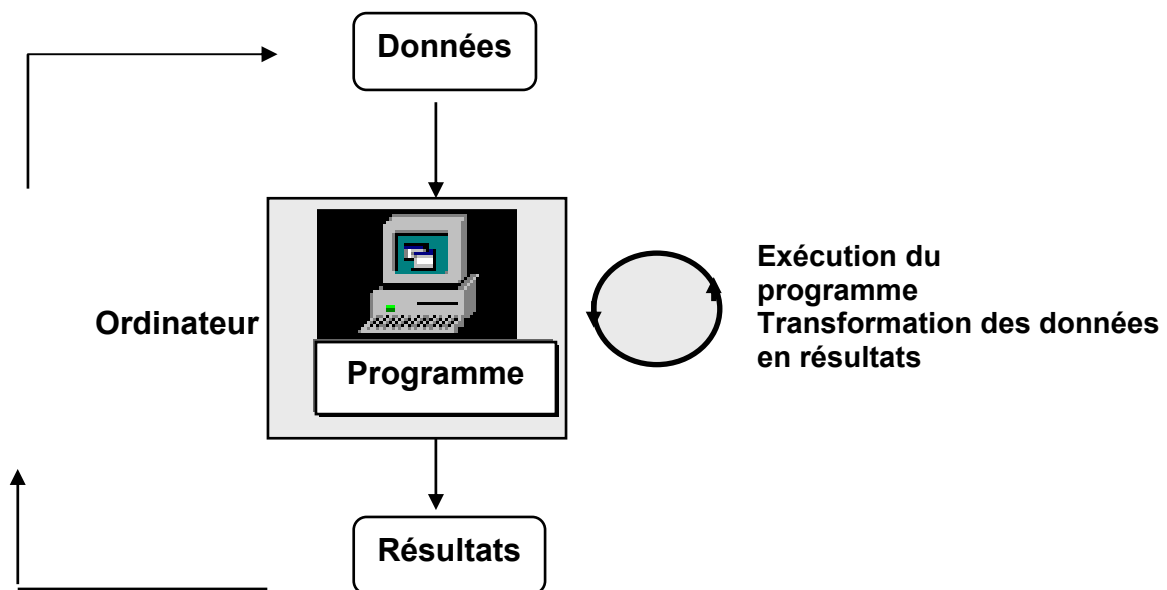 Données
Ordinateur
Programme
Exécution du
programme
Transformation des données
en résultats
Résultats